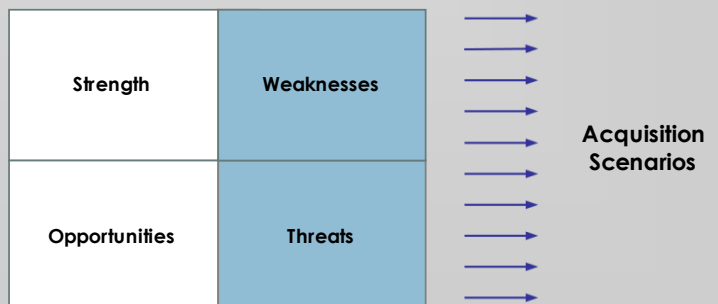 Strength
Weaknesses
Acquisition
Scenarios
Opportunities
Threats